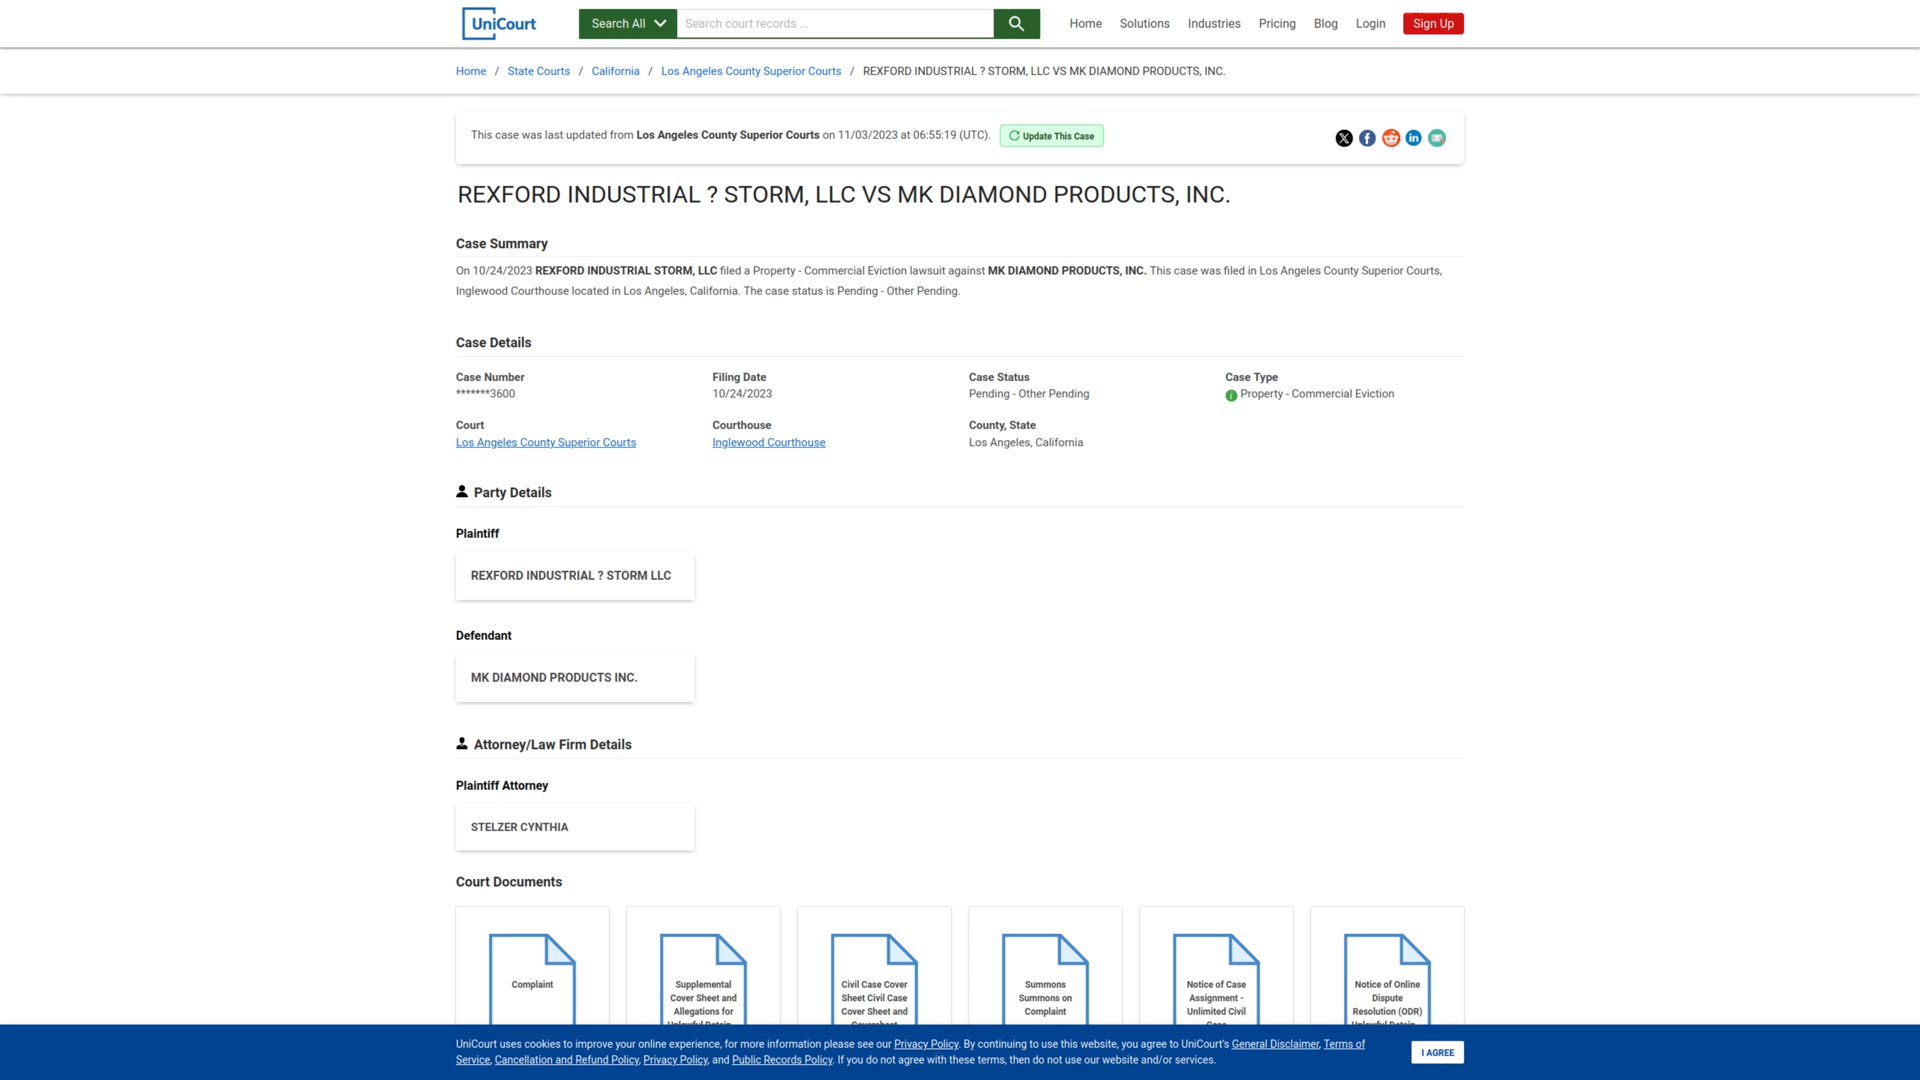 UniCourt
Search All
Search court records ...
Home
Solutions
Industries
Pricing
Blog
Login
Sign Up
Home / State Courts / California / Los Angeles County Superior Courts / REXFORD INDUSTRIAL ? STORM, LLC VS MK DIAMOND PRODUCTS, INC.
This case was last updated from Los Angeles County Superior Courts on 11/03/2023 at 06:55:19 (UTC).
Update This Case
REXFORD INDUSTRIAL ? STORM, LLC VS MK DIAMOND PRODUCTS, INC.
Case Summary
On 10/24/2023 REXFORD INDUSTRIAL STORM, LLC filed a Property - Commercial Eviction lawsuit against MK DIAMOND PRODUCTS, INC. This case was filed in Los Angeles County Superior Courts,
Inglewood Courthouse located in Los Angeles, California. The case status is Pending - Other Pending.
Case Details
Case Number
*******3600
Filing Date
10/24/2023
Case Status
Pending - Other Pending
Case Type
Property - Commercial Eviction
Court
Los Angeles County Superior Courts
Courthouse
Inglewood Courthouse
County, State
Los Angeles, California
Party Details
Plaintiff
REXFORD INDUSTRIAL ? STORM LLC
Defendant
MK DIAMOND PRODUCTS INC.
Attorney/Law Firm Details
Plaintiff Attorney
STELZER CYNTHIA
Court Documents
Complaint
Supplemental
Cover Sheet and
Allegations for
Civil Case Cover
Sheet Civil Case
Cover Sheet and
Summons
Summons on
Complaint
Notice of Case
Assignment -
Unlimited Civil
Notice of Online
Dispute
Resolution (ODR)
UniCourt uses cookies to improve your online experience, for more information please see our Privacy Policy. By continuing to use this website, you agree to UniCourt's General Disclaimer, Terms of
Service, Cancellation and Refund Policy, Privacy Policy, and Public Records Policy. If you do not agree with these terms, then do not use our website and/or services.
I AGREE